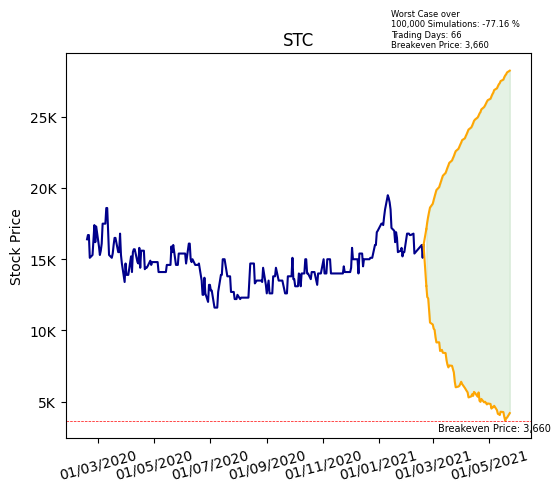 Worst Case over
100,000 Simulations: -77.16 %
Trading Days: 66
Breakeven Price: 3,660
STC
Stock Price
25K
20K
15K
10K
5K
Breakeven Price: 3,660
01/03/2020 01/05/2020 01/07/2020 01/09/2020 01/11/2020 01/01/2021 01/03/2021 01/05/2021